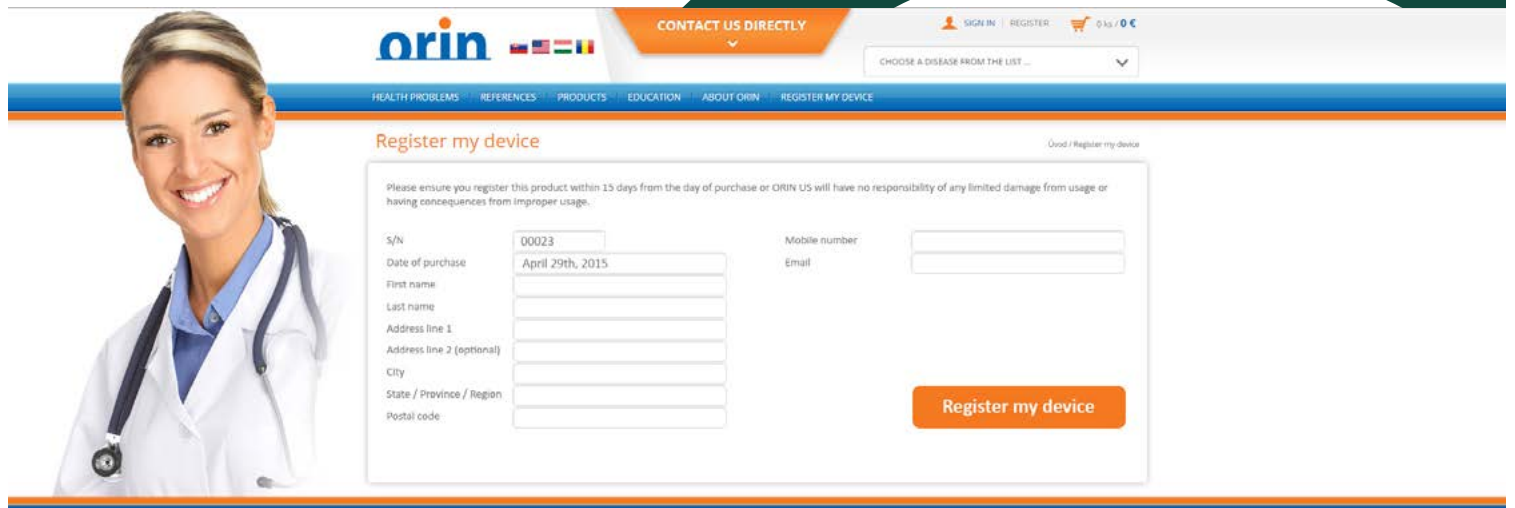 orin
CONTACT US DIRECTLY
SIGN IN | REGISTER 0 ks / 0 €
CHOOSE A DISEASE FROM THE LIST ...
HEALTH PROBLEMS REFERENCES PRODUCTS EDUCATION ABOUT ORIN REGISTER MY DEVICE
Register my device
Úvod / Register my device
Please ensure you register this product within 15 days from the day of purchase or ORIN US will have no responsibility of any limited damage from usage or
having concequences from improper usage.
S/N 00023
Mobile number
Date of purchase April 29th, 2015
Email
First name
Last name
Address line 1
Address line 2 (optional)
City
State / Province / Region
Postal code
Register my device